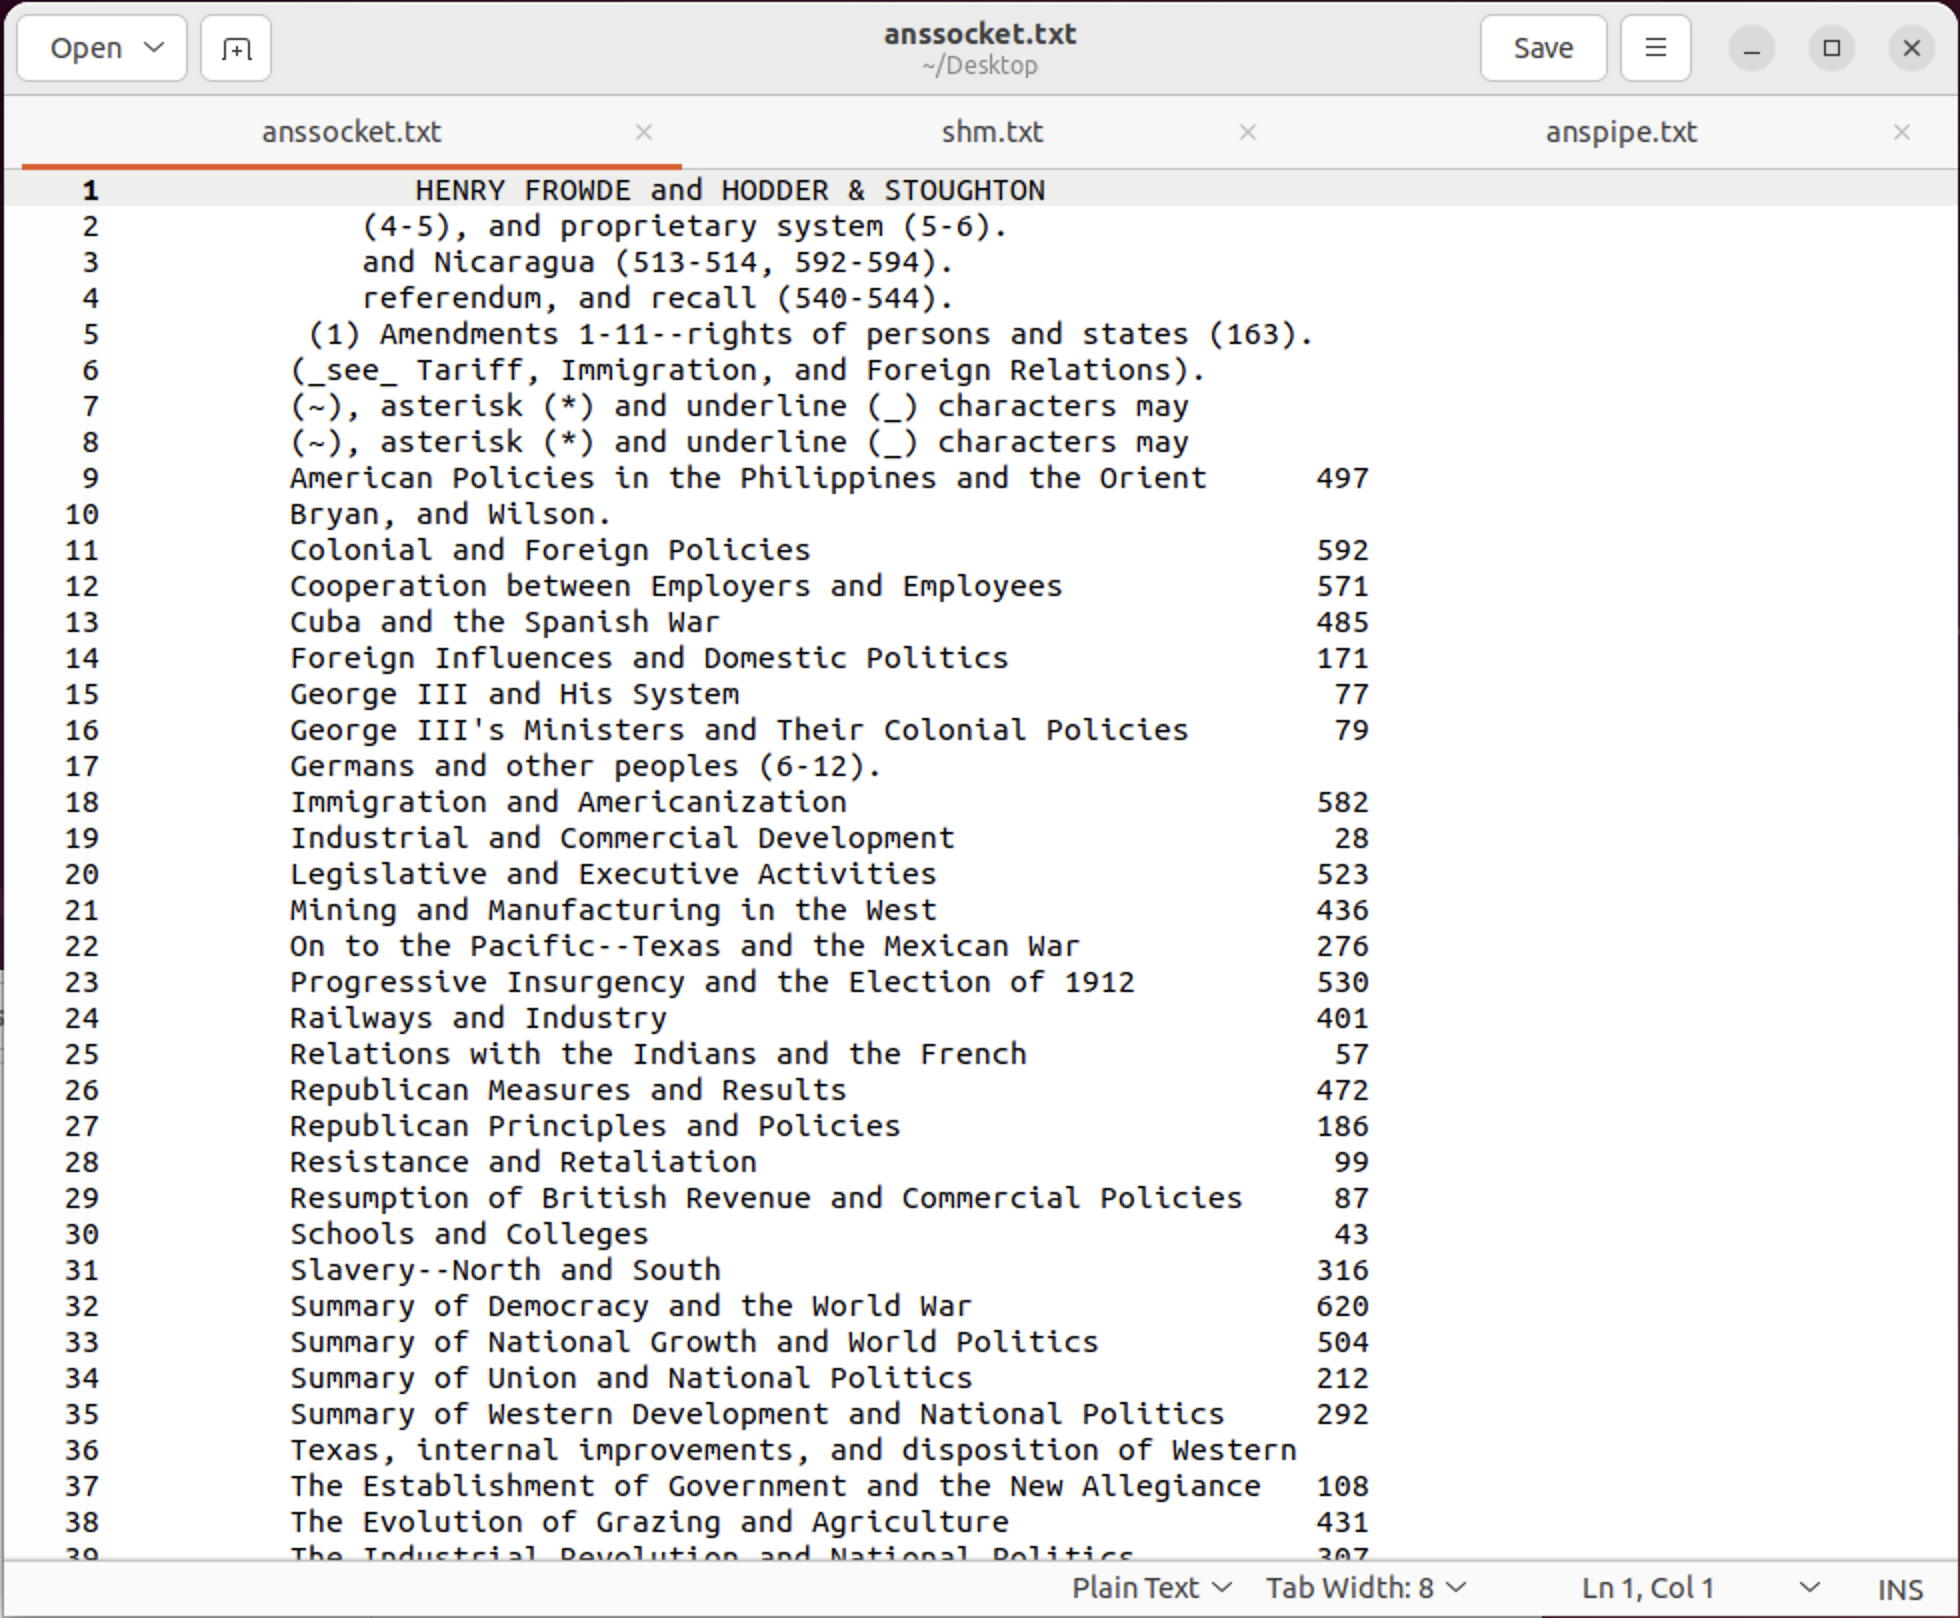 Open
anssocket.txt
~/Desktop
Save
anssocket.txt
shm.txt
anspipe.txt
1 HENRY FROWDE and HODDER & STOUGHTON
2 (4-5), and proprietary system (5-6).
3 and Nicaragua (513-514, 592-594).
4 referendum, and recall (540-544).
5 (1) Amendments 1-11--rights of persons and states (163).
6 (_see_ Tariff, Immigration, and Foreign Relations).
7 (~), asterisk (*) and underline (_) characters may
8 (~), asterisk (*) and underline (_) characters may
9 American Policies in the Philippines and the Orient 497
10 Bryan, and Wilson.
11 Colonial and Foreign Policies 592
12 Cooperation between Employers and Employees 571
13 Cuba and the Spanish War 485
14 Foreign Influences and Domestic Politics 171
15 George III and His System 77
16 George III's Ministers and Their Colonial Policies 79
17 Germans and other peoples (6-12).
18 Immigration and Americanization 582
19 Industrial and Commercial Development 28
20 Legislative and Executive Activities 523
21 Mining and Manufacturing in the West 436
22 On to the Pacific--Texas and the Mexican War 276
23 Progressive Insurgency and the Election of 1912 530
24 Railways and Industry 401
25 Relations with the Indians and the French 57
26 Republican Measures and Results 472
27 Republican Principles and Policies 186
28 Resistance and Retaliation 99
29 Resumption of British Revenue and Commercial Policies 87
30 Schools and Colleges 43
31 Slavery--North and South 316
32 Summary of Democracy and the World War 620
33 Summary of National Growth and World Politics 504
34 Summary of Union and National Politics 212
35 Summary of Western Development and National Politics 292
36 Texas, internal improvements, and disposition of Western
37 The Establishment of Government and the New Allegiance 108
38 The Evolution of Grazing and Agriculture 431
39 The Industrial Revolution and National Politics 307
Plain Text
Tab Width: 8
Ln 1, Col 1
INS